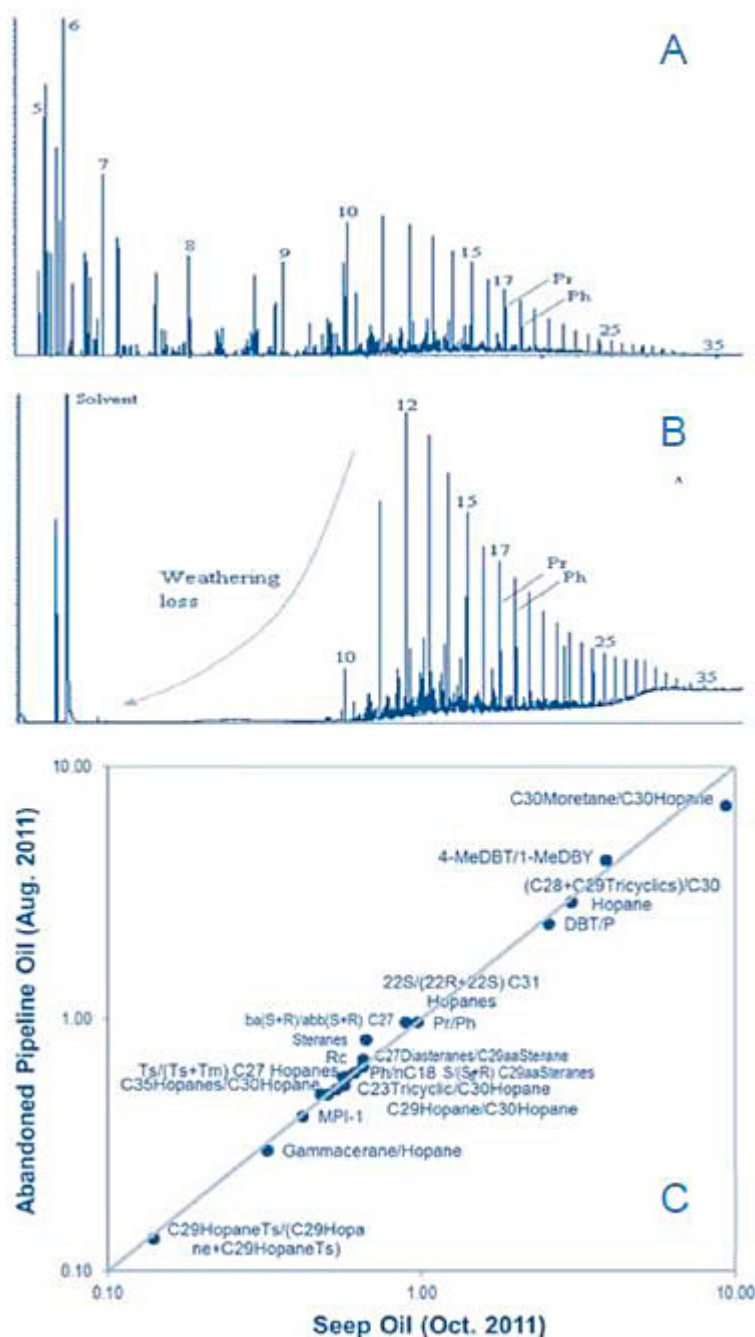 6
A
5
7
10
8
9
15
17
Pr
Ph
25
35
Solvent
12
B
A
15
17
Pr
Weathering
loss
Ph
10
25
35
10.00
C30Moretane/C30Hopane
4-MeDBT/1-MeDBY
(C28+C29Tricyclics)/C30
Hopane
DBT/P
22S/(22R+22S) C31
Hopanes
1.00
ba(S+R)/abb(S+R) C27
Steranes
Pr/Ph
Rc
C27Diasteranes/C29aaSterane
Ts/(Ts+Tm) C27 Hopanes
Ph/nC18
S/(S+R) C29aaSteranes
C35Hopanes/C30Hopane
C23Tricyclic/C30Hopane
C29Hopane/C30Hopane
MPI-1
Gammacerane/Hopane
C
C29HopaneTs/(C29Hopa
ne+C29HopaneTs)
0.10
0.10
1.00
10.00
Abandoned Pipeline Oil (Aug. 2011)
Seep Oil (Oct. 2011)